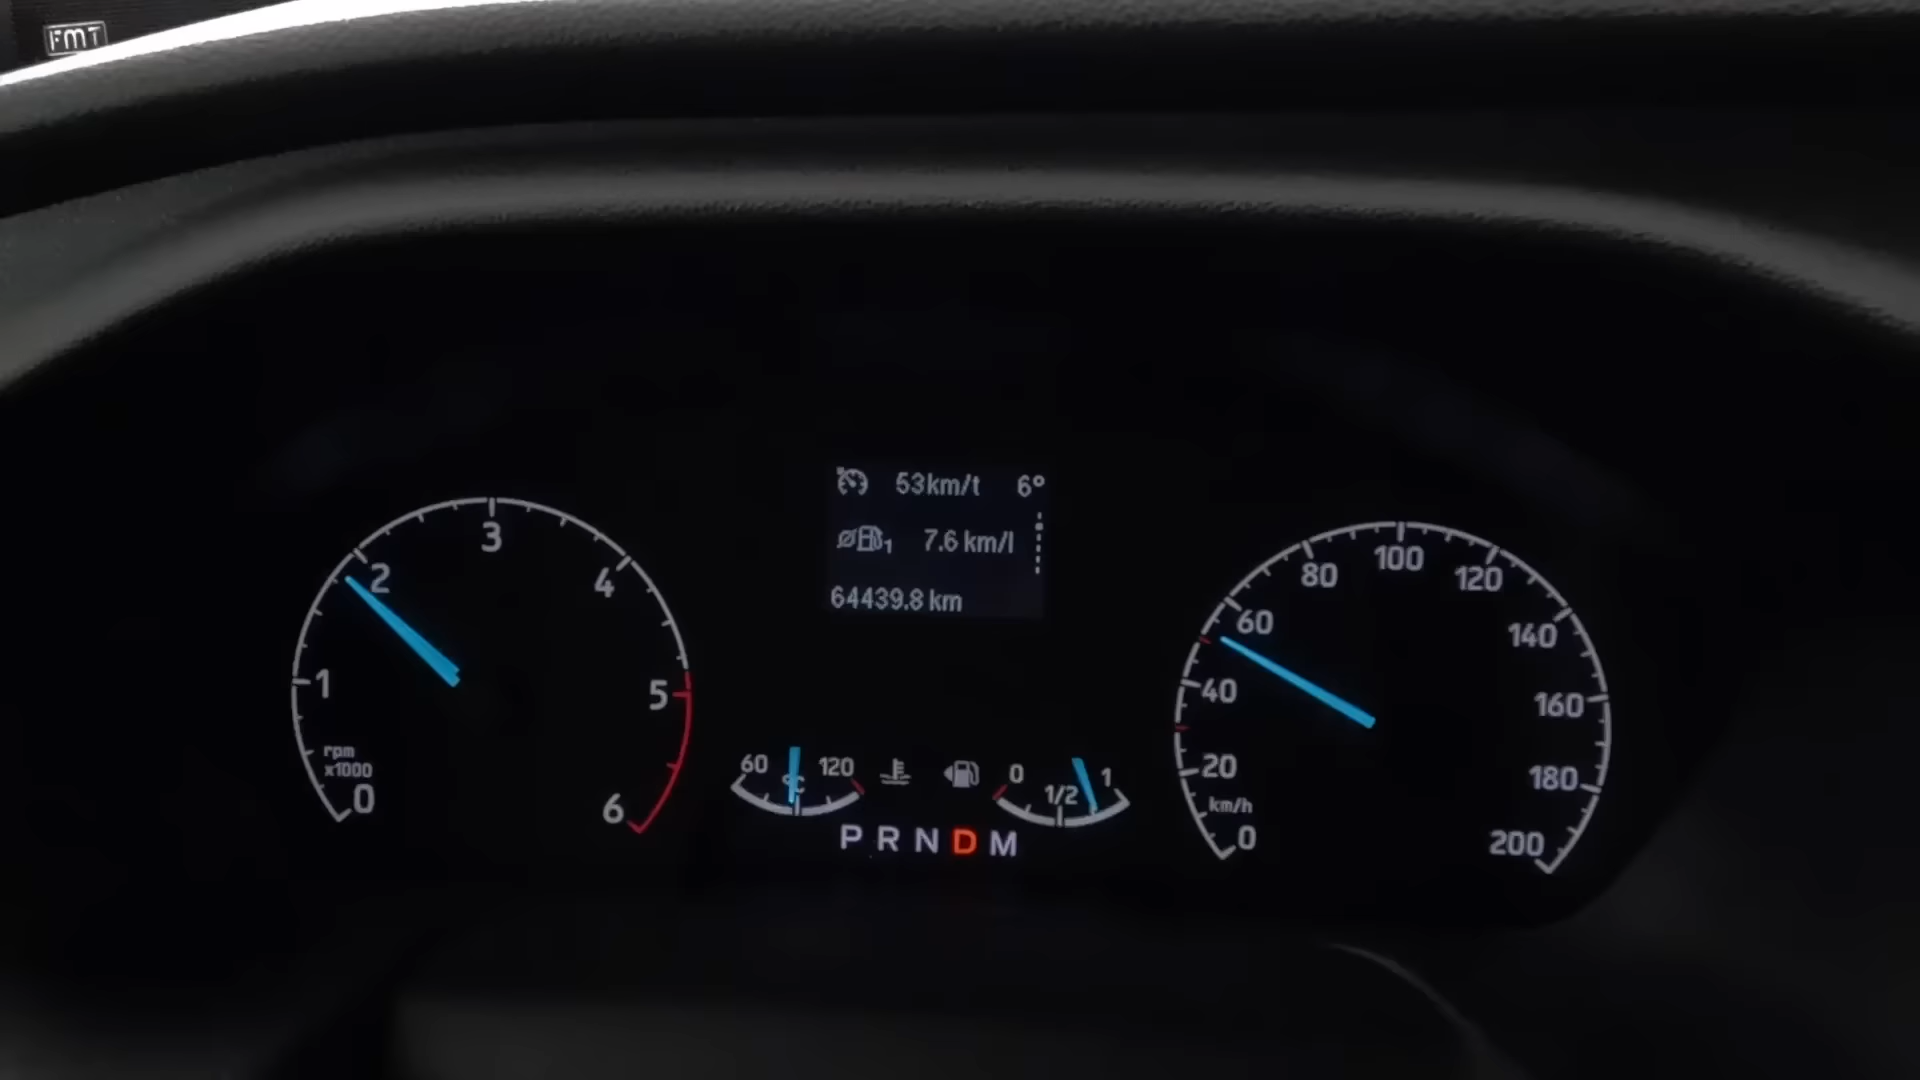 FMT
53km/t 6°
1 7.6 km/l
64439.8 km
0 1 2 3 4 5 6
rpm
x1000
60 °C 120
0 1/2 1
P R N D M
0 20 40 60 80 100 120 140 160 180 200
km/h